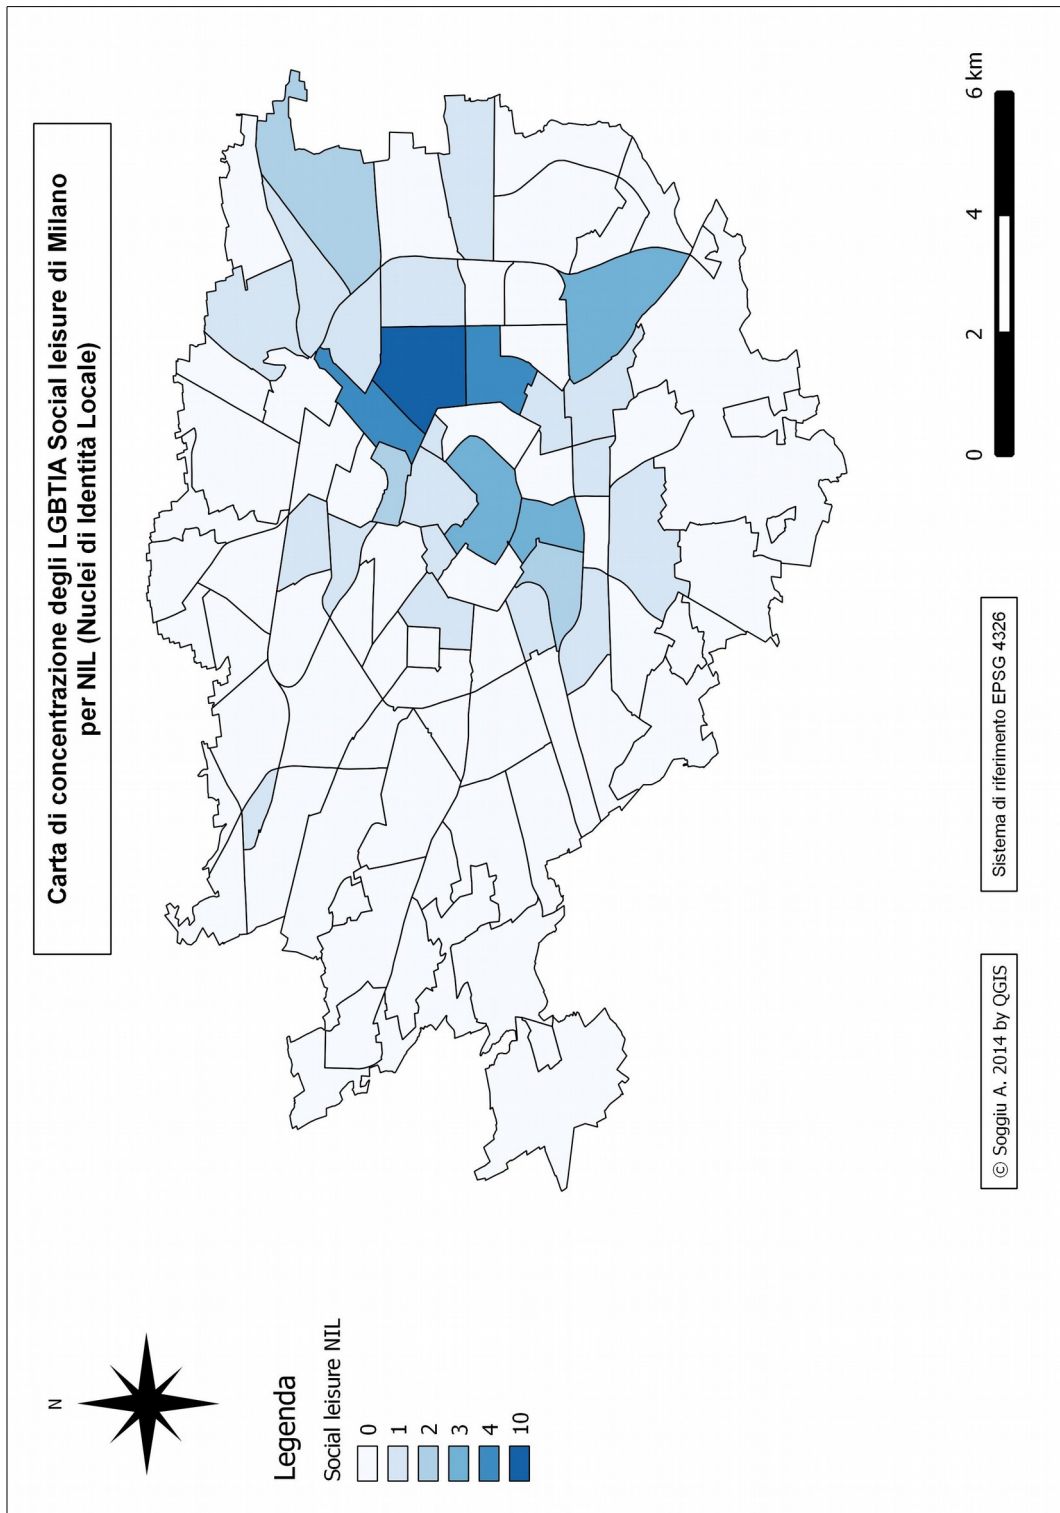 Carta di concentrazione degli LGBTIA Social leisure di Milano
per NIL (Nuclei di Identità Locale)
N
Legenda
Social leisure NIL
0
1
2
3
4
10
© Soggiu A. 2014 by QGIS
Sistema di riferimento EPSG 4326
0 2 4 6 km